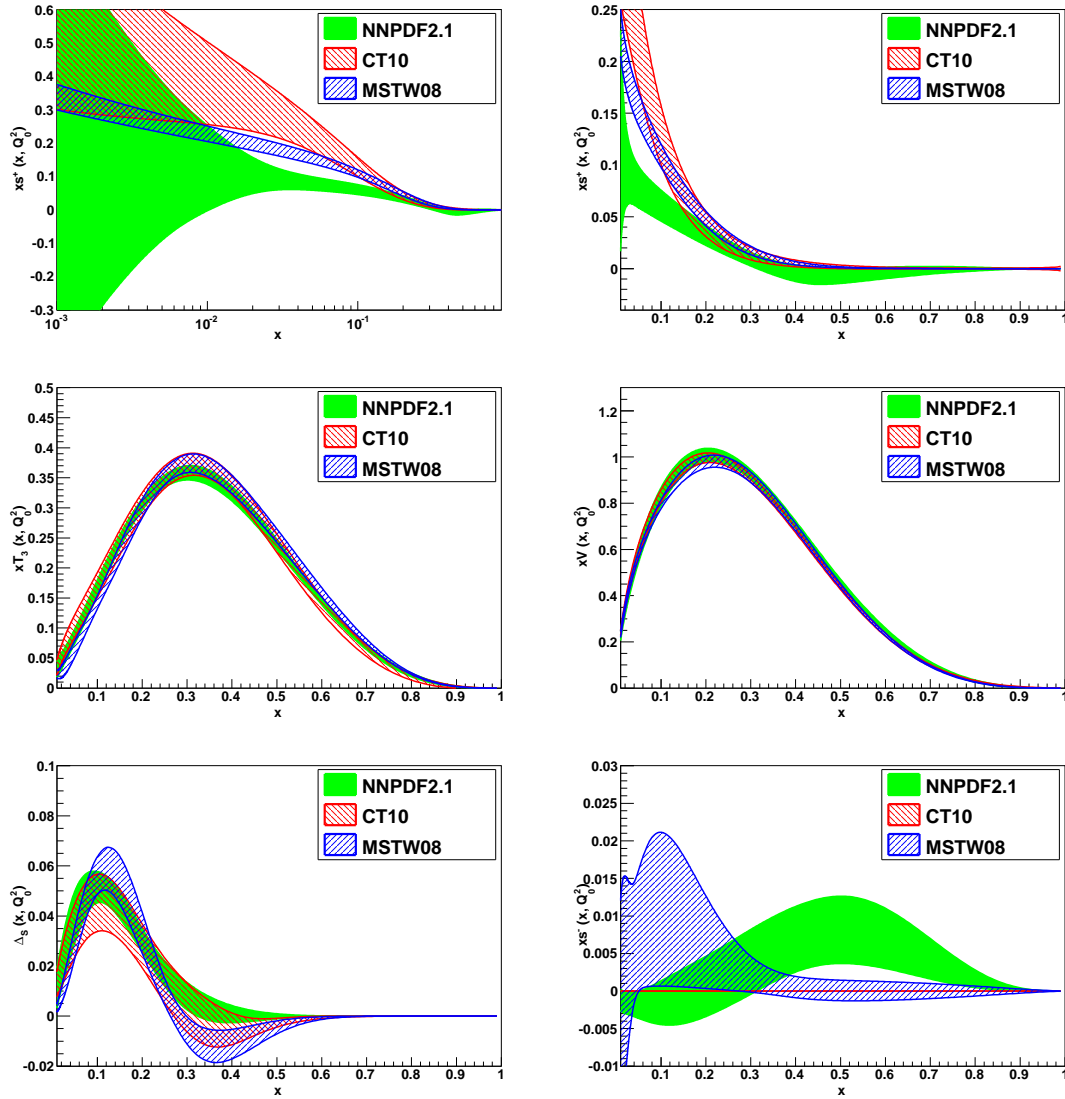 0.6
0.5
0.4
0.3
0.2
0.1
0
-0.1
-0.2
-0.3
xs⁺ (x, Q₀²)
NNPDF2.1
CT10
MSTW08
10⁻³
10⁻²
10⁻¹
x
0.25
0.2
0.15
0.1
0.05
0
xs⁺ (x, Q₀²)
NNPDF2.1
CT10
MSTW08
0.1 0.2 0.3 0.4 0.5 0.6 0.7 0.8 0.9 1
x
0.5
0.45
0.4
0.35
0.3
0.25
0.2
0.15
0.1
0.05
0
xT₃ (x, Q₀²)
NNPDF2.1
CT10
MSTW08
0.1 0.2 0.3 0.4 0.5 0.6 0.7 0.8 0.9 1
x
1.2
1
0.8
0.6
0.4
0.2
0
xV (x, Q₀²)
NNPDF2.1
CT10
MSTW08
0.1 0.2 0.3 0.4 0.5 0.6 0.7 0.8 0.9 1
x
0.1
0.08
0.06
0.04
0.02
0
-0.02
Δₛ (x, Q₀²)
NNPDF2.1
CT10
MSTW08
0.1 0.2 0.3 0.4 0.5 0.6 0.7 0.8 0.9 1
x
0.03
0.025
0.02
0.015
0.01
0.005
0
-0.005
-0.01
xs⁻ (x, Q₀²)
NNPDF2.1
CT10
MSTW08
0.1 0.2 0.3 0.4 0.5 0.6 0.7 0.8 0.9 1
x